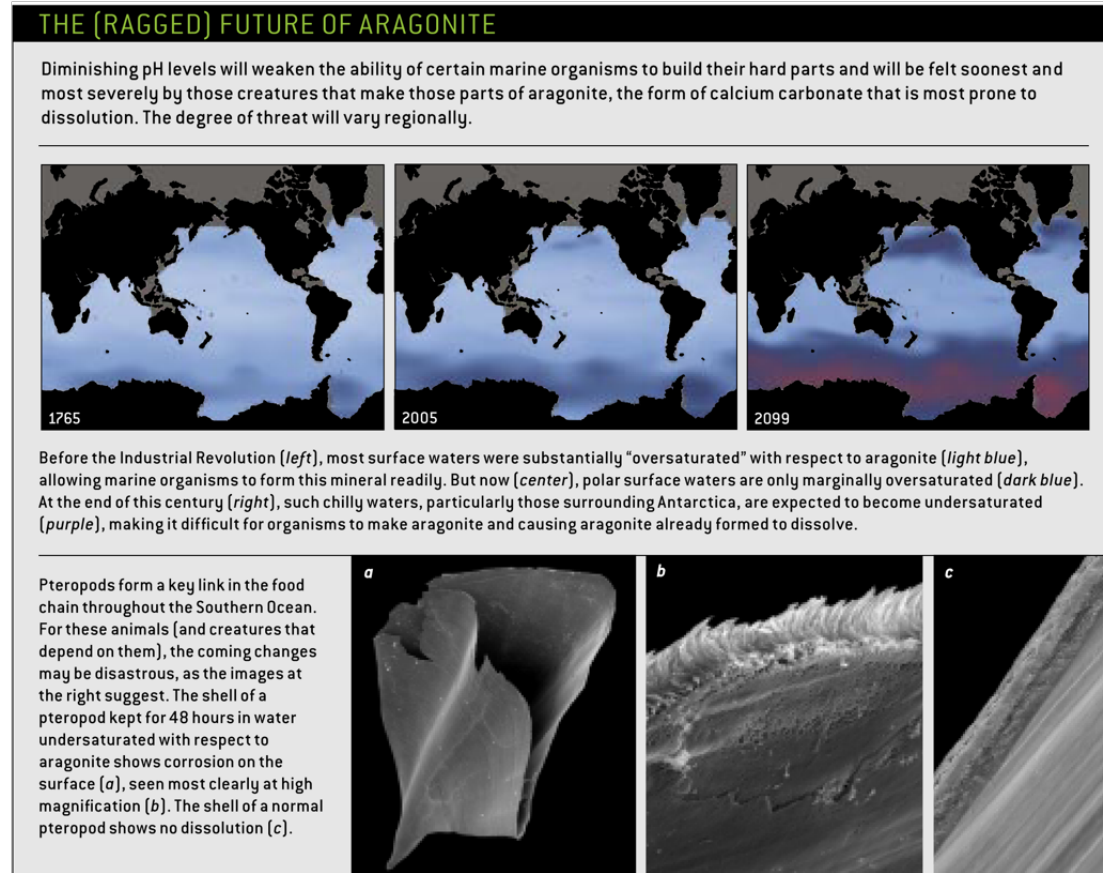 THE (RAGGED) FUTURE OF ARAGONITE
Diminishing pH levels will weaken the ability of certain marine organisms to build their hard parts and will be felt soonest and
most severely by those creatures that make those parts of aragonite, the form of calcium carbonate that is most prone to
dissolution. The degree of threat will vary regionally.
1765
2005
2099
Before the Industrial Revolution (left), most surface waters were substantially “oversaturated” with respect to aragonite (light blue),
allowing marine organisms to form this mineral readily. But now (center), polar surface waters are only marginally oversaturated (dark blue).
At the end of this century (right), such chilly waters, particularly those surrounding Antarctica, are expected to become undersaturated
(purple), making it difficult for organisms to make aragonite and causing aragonite already formed to dissolve.
Pteropods form a key link in the food
chain throughout the Southern Ocean.
For these animals (and creatures that
depend on them), the coming changes
may be disastrous, as the images at
the right suggest. The shell of a
pteropod kept for 48 hours in water
undersaturated with respect to
aragonite shows corrosion on the
surface (a), seen most clearly at high
magnification (b). The shell of a normal
pteropod shows no dissolution (c).
a
b
c